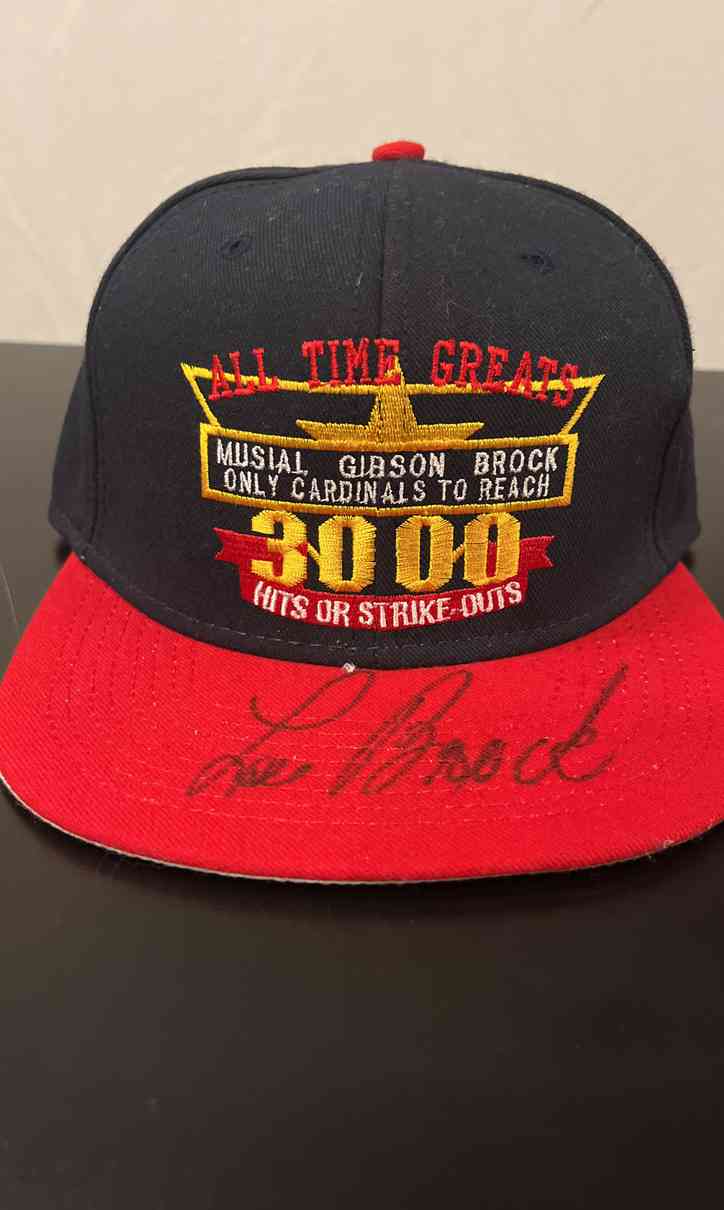 ALL TIME GREATS
MUSIAL GIBSON BROCK
ONLY CARDINALS TO REACH
3000
HITS OR STRIKE-OUTS
Lou Brock